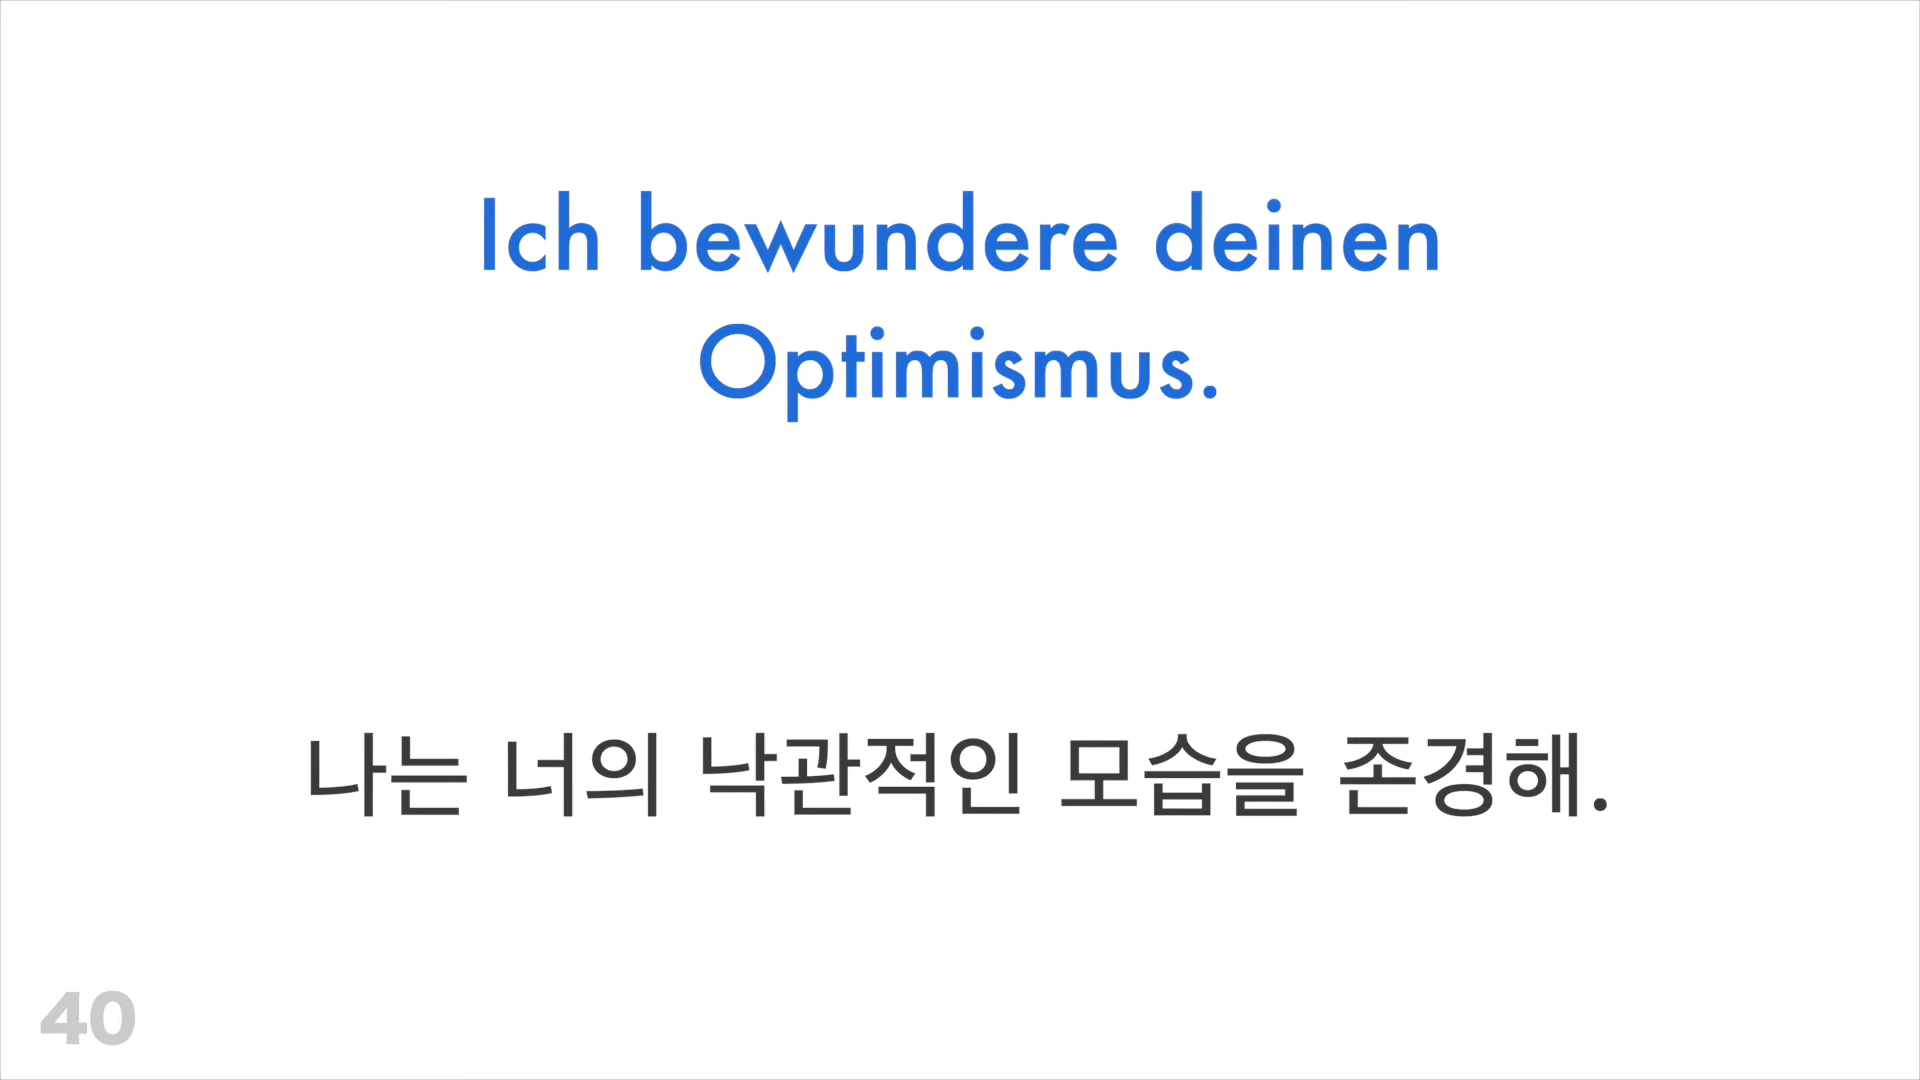 Ich bewundere deinen
Optimismus.
나는 너의 낙관적인 모습을 존경해.
40